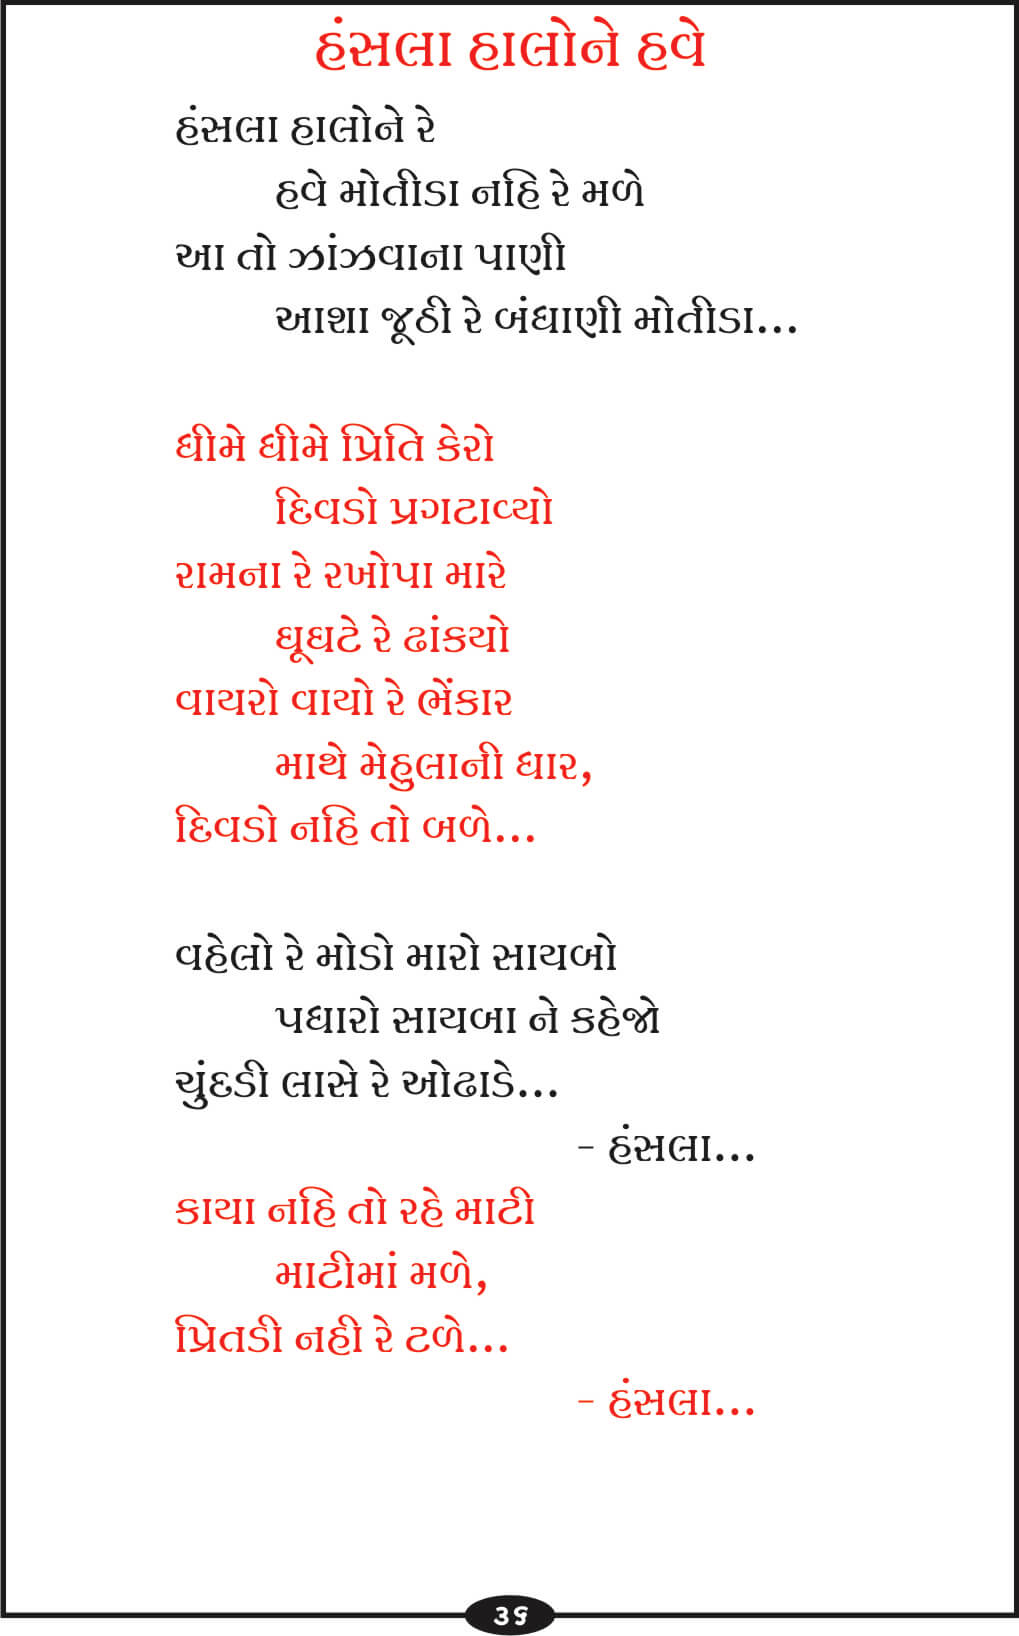 હંસલા હાલોને હવે
હંસલા હાલોને રે
હવે મોતીડા નહિ રે મળે
આ તો ઝાંઝવાના પાણી
આશા જૂઠી રે બંધાણી મોતીડા...
ધીમે ધીમે પ્રિતિ કેરો
દિવડો પ્રગટાવ્યો
રામના રે રખોપા મારે
ઘૂઘટે રે ઢાંકયો
વાયરો વાયો રે ભેંકાર
માથે મેહુલાની ધાર,
દિવડો નહિ તો બળે...
વહેલો રે મોડો મારો સાયબો
પધારો સાયબા ને કહેજો
ચુંદડી લાસે રે ઓઢાડે...
- હંસલા...
કાયા નહિ તો રહે માટી
માટીમાં મળે,
પ્રિતડી નહી રે ટળે...
- હંસલા...
૩૬